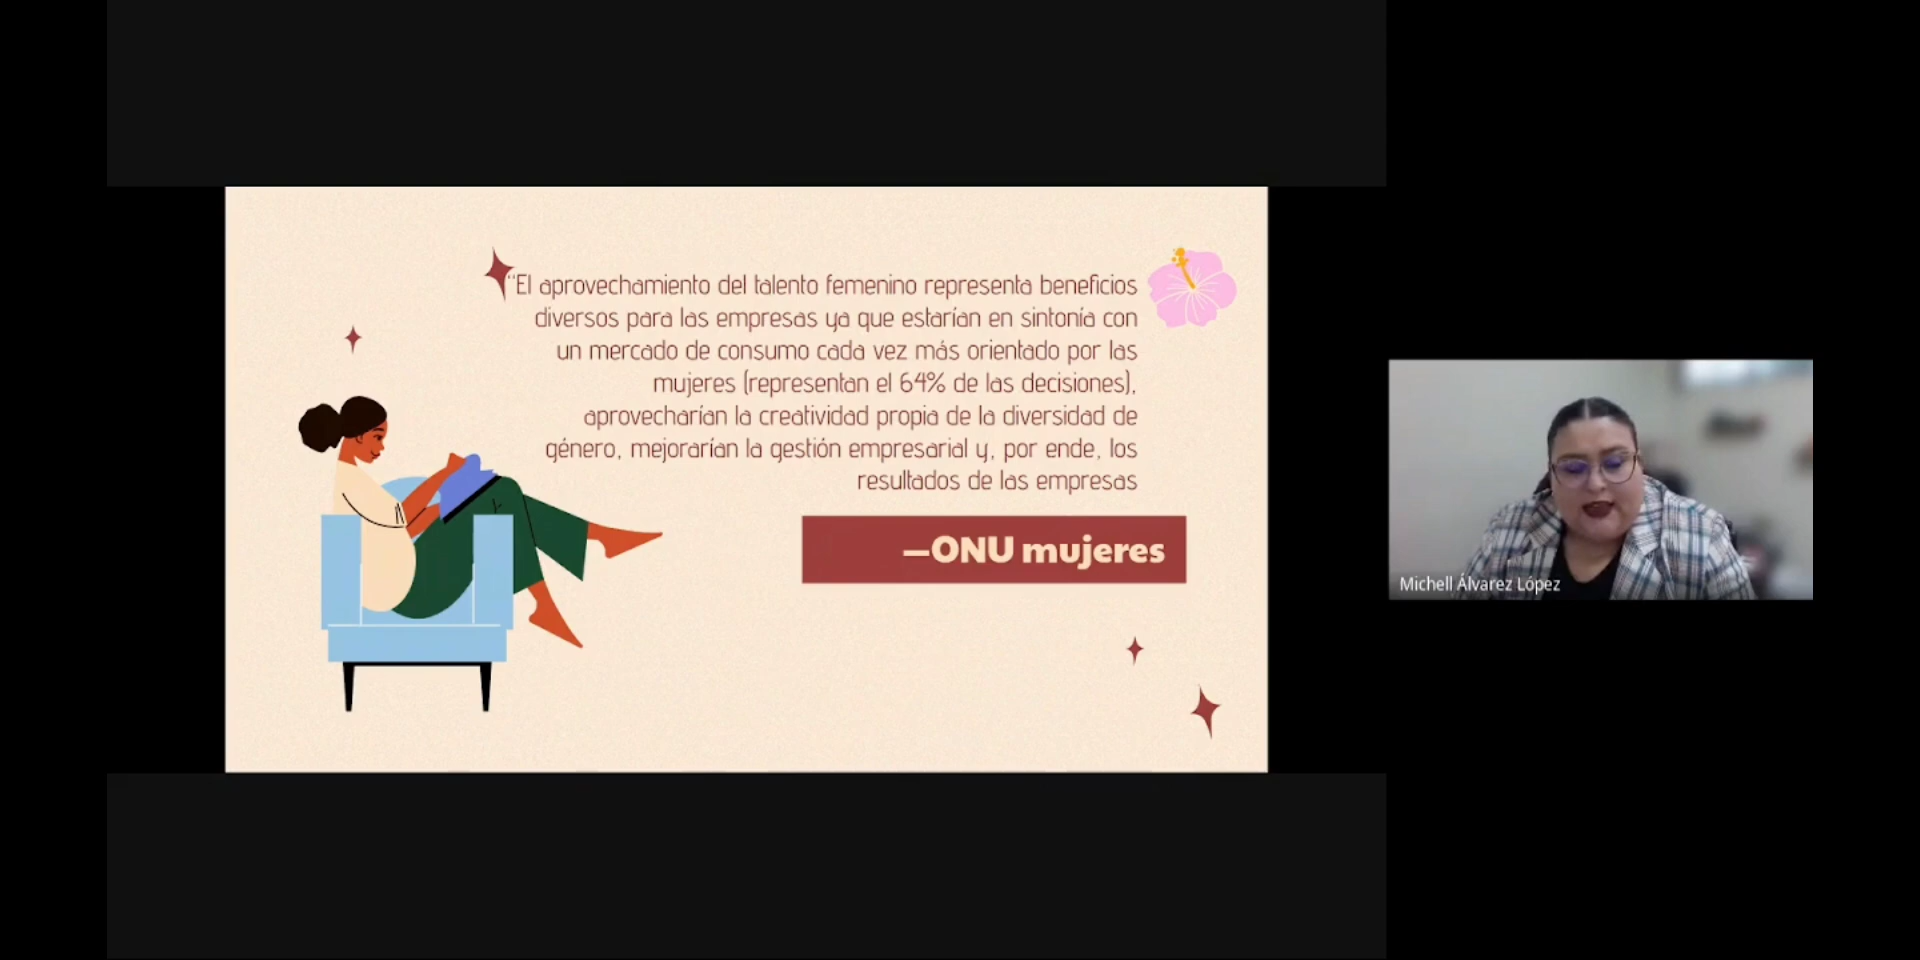 “El aprovechamiento del talento femenino representa beneficios
diversos para las empresas ya que estarían en sintonía con
un mercado de consumo cada vez más orientado por las
mujeres (representan el 64% de las decisiones),
aprovecharían la creatividad propia de la diversidad de
género, mejorarían la gestión empresarial y, por ende, los
resultados de las empresas
—ONU mujeres
Michell Álvarez López